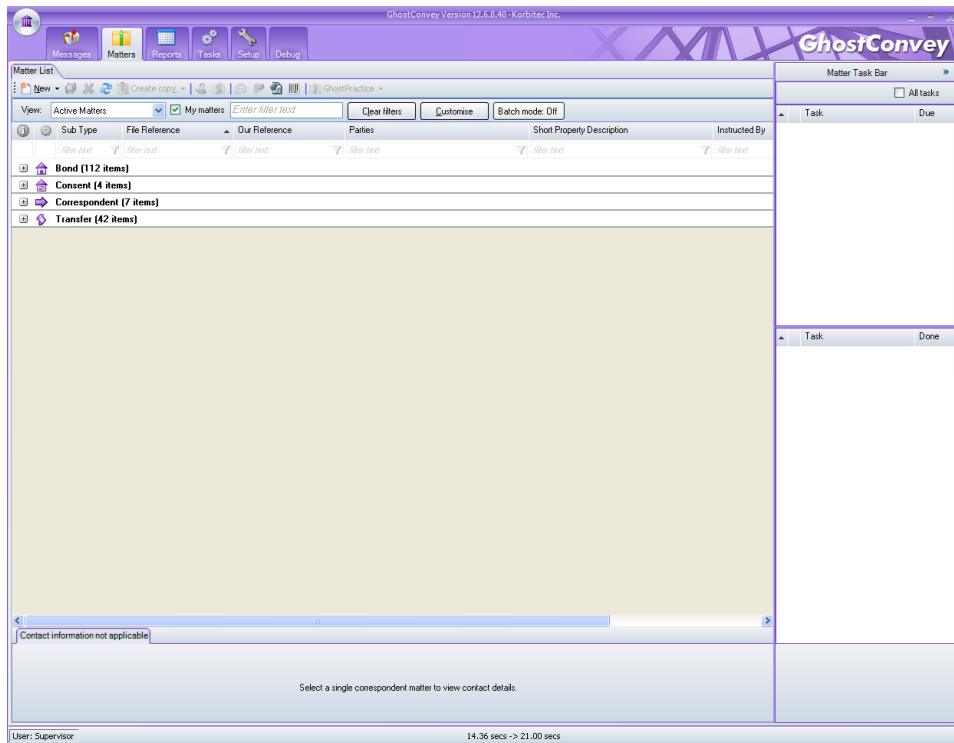 GhostConvey Version 12.6.0.40 -Korbitec Inc.
Messages Matters Reports Tasks Setup Debug
GhostConvey
Matter List
Matter Task Bar »
New Create copy GhostPractice
All tasks
View: Active Matters My matters Enter filter text Clear filters Customise Batch mode: Off
Task Due
Sub Type File Reference Our Reference Parties Short Property Description Instructed By
filter text filter text filter text filter text filter text filter text
Bond (112 items)
Consent (4 items)
Correspondent (7 items)
Transfer (42 items)
Task Done
Contact information not applicable
Select a single correspondent matter to view contact details.
User: Supervisor 14.36 secs -> 21.00 secs